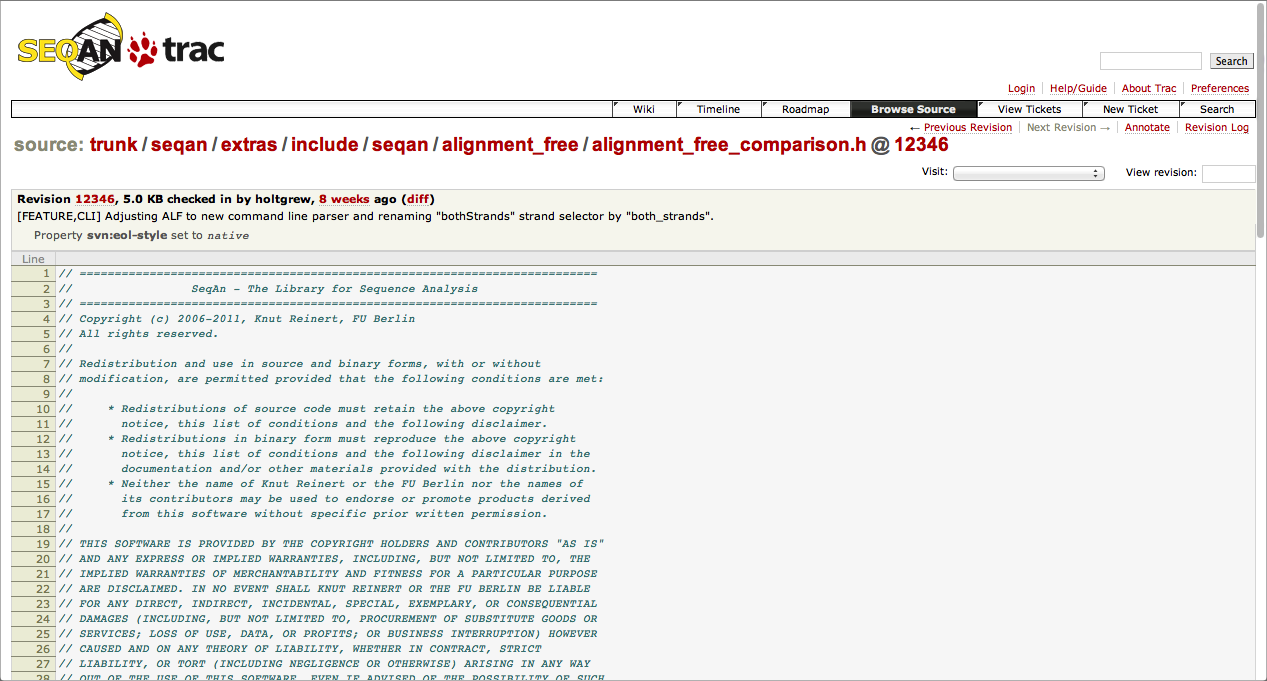 SEQAN trac
Search
Login Help/Guide About Trac Preferences
Wiki Timeline Roadmap Browse Source View Tickets New Ticket Search
← Previous Revision Next Revision → Annotate Revision Log
source: trunk / seqan / extras / include / seqan / alignment_free / alignment_free_comparison.h @ 12346
Visit: View revision:
Revision 12346, 5.0 KB checked in by holtgrew, 8 weeks ago (diff)
[FEATURE,CLI] Adjusting ALF to new command line parser and renaming "bothStrands" strand selector by "both_strands".
Property svn:eol-style set to native
Line
1 // ==========================================================================
2 //                 SeqAn - The Library for Sequence Analysis
3 // ==========================================================================
4 // Copyright (c) 2006-2011, Knut Reinert, FU Berlin
5 // All rights reserved.
6 //
7 // Redistribution and use in source and binary forms, with or without
8 // modification, are permitted provided that the following conditions are met:
9 //
10 //     * Redistributions of source code must retain the above copyright
11 //       notice, this list of conditions and the following disclaimer.
12 //     * Redistributions in binary form must reproduce the above copyright
13 //       notice, this list of conditions and the following disclaimer in the
14 //       documentation and/or other materials provided with the distribution.
15 //     * Neither the name of Knut Reinert or the FU Berlin nor the names of
16 //       its contributors may be used to endorse or promote products derived
17 //       from this software without specific prior written permission.
18 //
19 // THIS SOFTWARE IS PROVIDED BY THE COPYRIGHT HOLDERS AND CONTRIBUTORS "AS IS"
20 // AND ANY EXPRESS OR IMPLIED WARRANTIES, INCLUDING, BUT NOT LIMITED TO, THE
21 // IMPLIED WARRANTIES OF MERCHANTABILITY AND FITNESS FOR A PARTICULAR PURPOSE
22 // ARE DISCLAIMED. IN NO EVENT SHALL KNUT REINERT OR THE FU BERLIN BE LIABLE
23 // FOR ANY DIRECT, INDIRECT, INCIDENTAL, SPECIAL, EXEMPLARY, OR CONSEQUENTIAL
24 // DAMAGES (INCLUDING, BUT NOT LIMITED TO, PROCUREMENT OF SUBSTITUTE GOODS OR
25 // SERVICES; LOSS OF USE, DATA, OR PROFITS; OR BUSINESS INTERRUPTION) HOWEVER
26 // CAUSED AND ON ANY THEORY OF LIABILITY, WHETHER IN CONTRACT, STRICT
27 // LIABILITY, OR TORT (INCLUDING NEGLIGENCE OR OTHERWISE) ARISING IN ANY WAY
28 // OUT OF THE USE OF THIS SOFTWARE, EVEN IF ADVISED OF THE POSSIBILITY OF SUCH